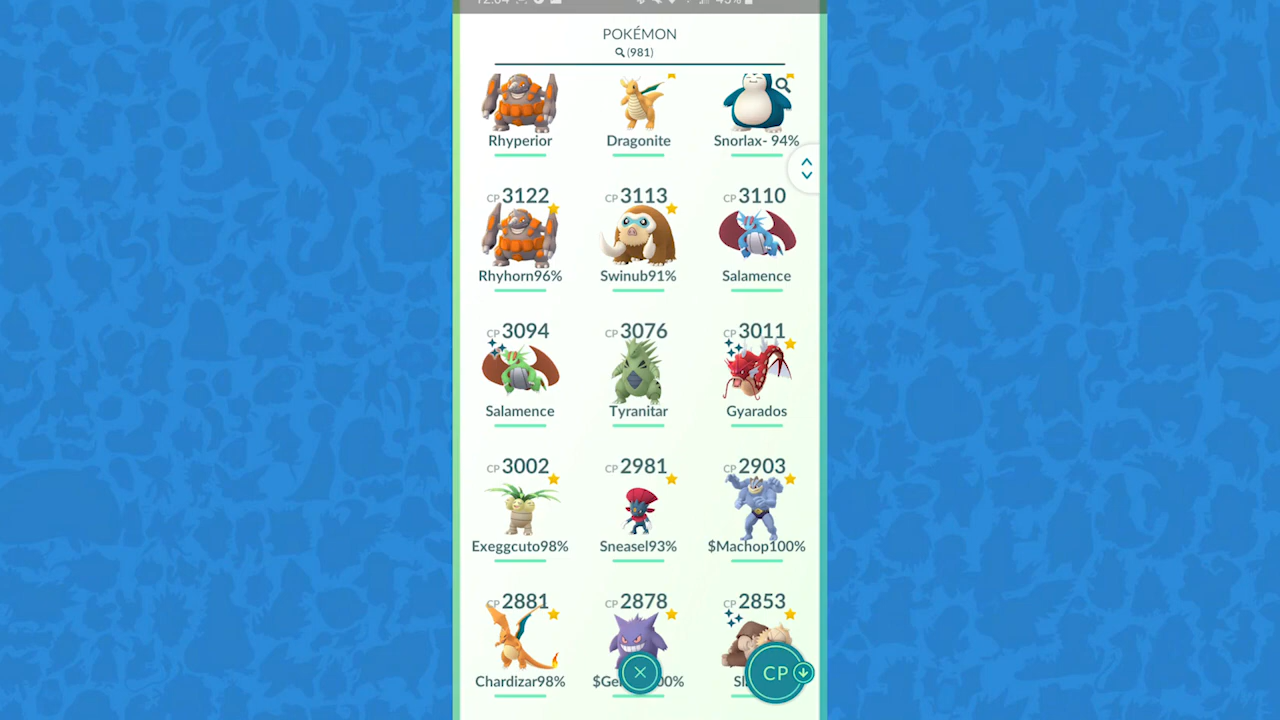 POKÉMON
(981)
Rhyperior Dragonite Snorlax- 94%
CP 3122 CP 3113 CP 3110
Rhyhorn96% Swinub91% Salamence
CP 3094 CP 3076 CP 3011
Salamence Tyranitar Gyarados
CP 3002 CP 2981 CP 2903
Exeggcuto98% Sneasel93% $Machop100%
CP 2881 CP 2878 CP 2853
Chardizar98%
CP